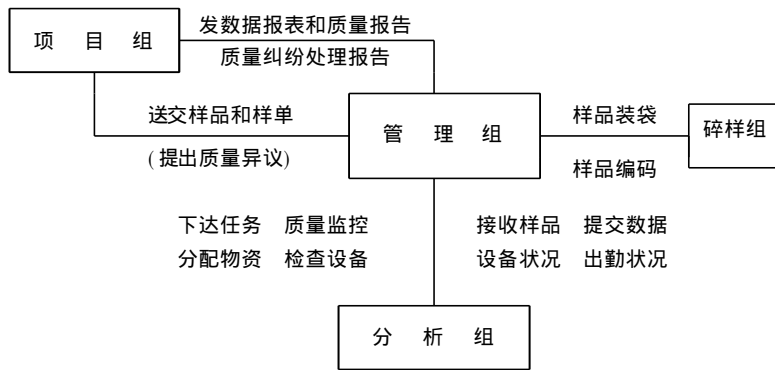 发数据报表和质量报告
项 目 组
质量纠纷处理报告
送交样品和样单
样品装袋
管 理 组
碎样组
(提出质量异议)
样品编码
下达任务 质量监控
接收样品 提交数据
分配物资 检查设备
设备状况 出勤状况
分 析 组